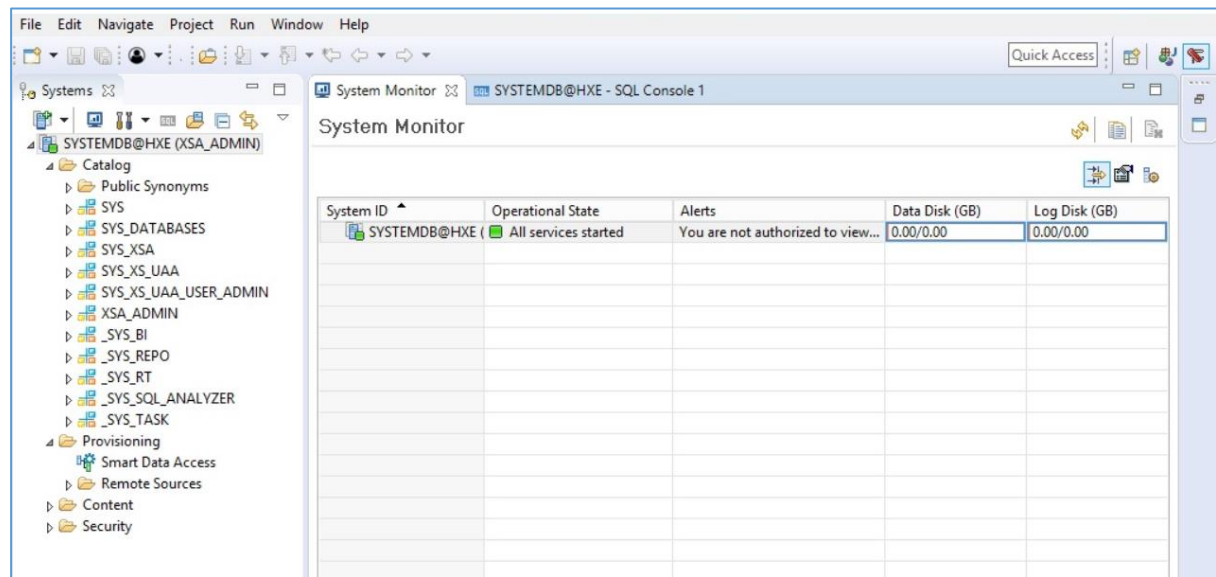 File Edit Navigate Project Run Window Help
Quick Access
Systems
SYSTEMDB@HXE (XSA_ADMIN)
Catalog
Public Synonyms
SYS
SYS_DATABASES
SYS_XSA
SYS_XS_UAA
SYS_XS_UAA_USER_ADMIN
XSA_ADMIN
_SYS_BI
_SYS_REPO
_SYS_RT
_SYS_SQL_ANALYZER
_SYS_TASK
Provisioning
Smart Data Access
Remote Sources
Content
Security
System Monitor SYSTEMDB@HXE - SQL Console 1
System Monitor
System ID Operational State Alerts Data Disk (GB) Log Disk (GB)
SYSTEMDB@HXE ( All services started You are not authorized to view... 0.00/0.00 0.00/0.00